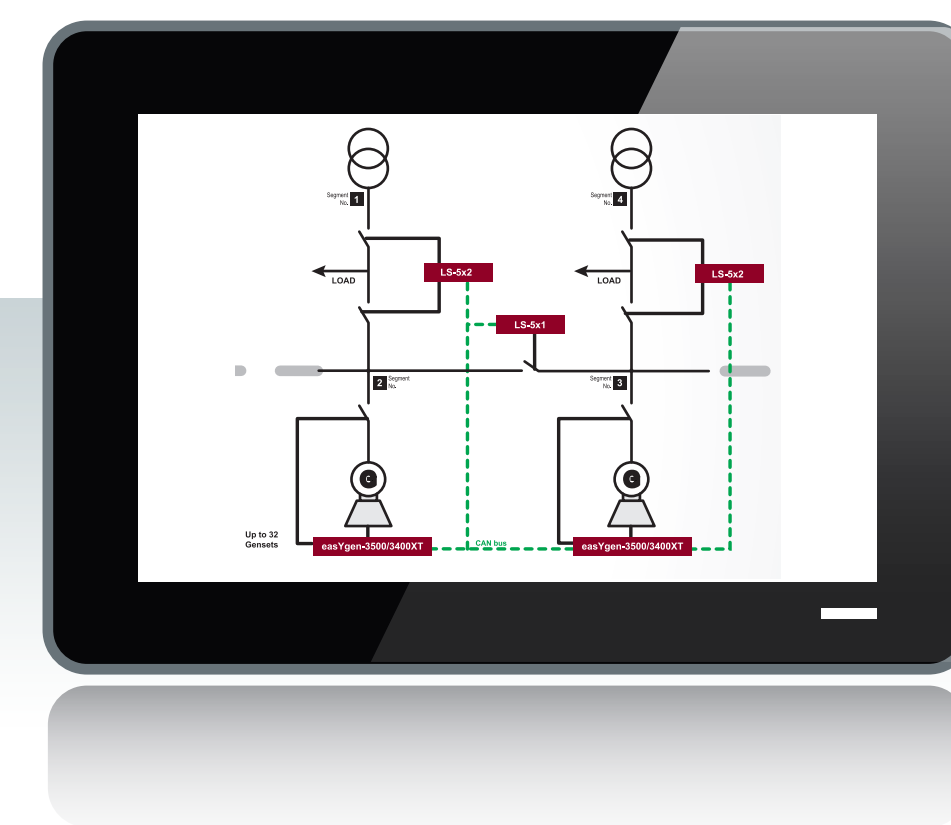 Segment
No. 1
Segment
No. 4
LS-5x2
LS-5x2
LOAD
LOAD
LS-5x1
2 Segment
No.
Segment
No. 3
C
C
Up to 32
Gensets
easYgen-3500/3400XT
CAN bus
easYgen-3500/3400XT